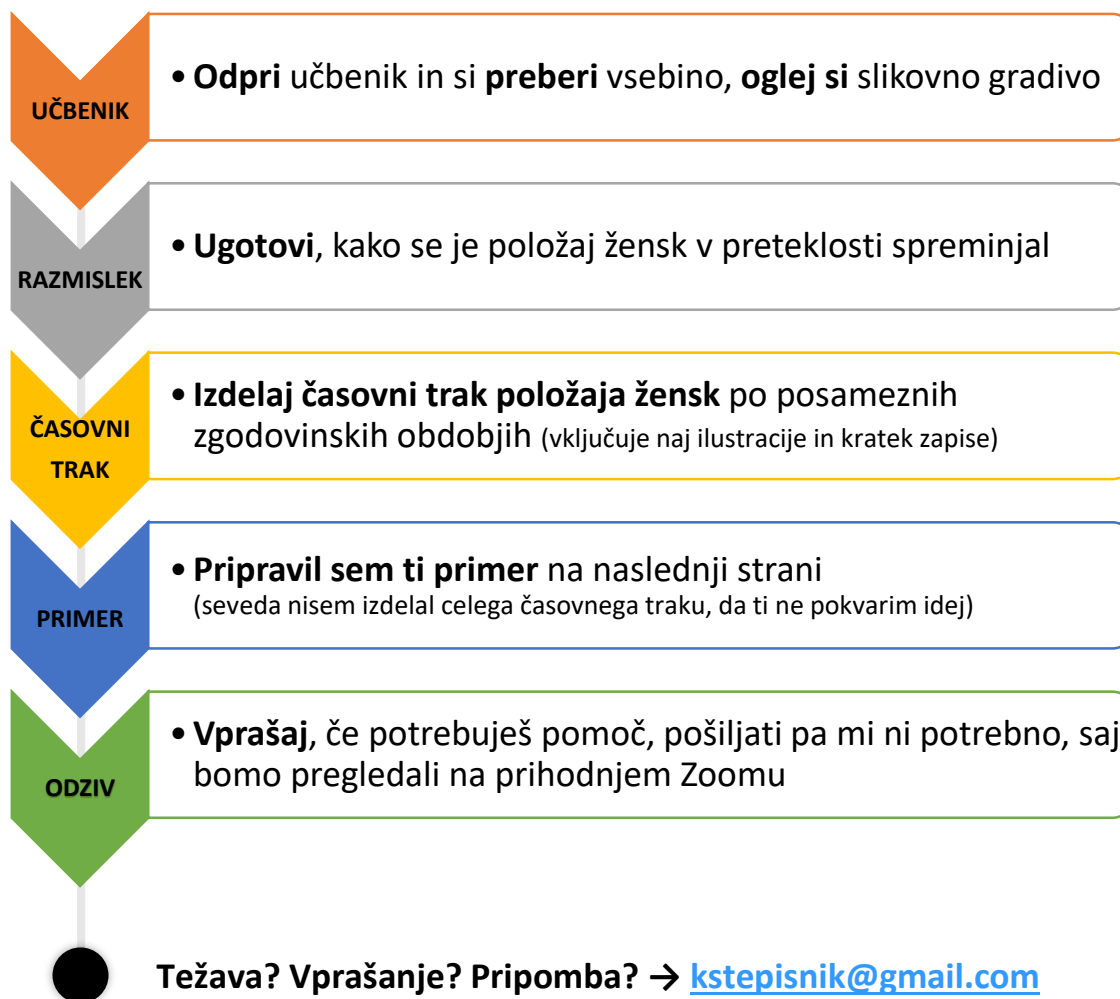 UČBENIK
• Odpri učbenik in si preberi vsebino, oglej si slikovno gradivo
RAZMISLEK
• Ugotovi, kako se je položaj žensk v preteklosti spreminjal
ČASOVNI
TRAK
• Izdelaj časovni trak položaja žensk po posameznih
zgodovinskih obdobjih (vključuje naj ilustracije in kratek zapise)
PRIMER
• Pripravil sem ti primer na naslednji strani
(seveda nisem izdelal celega časovnega traku, da ti ne pokvarim idej)
ODZIV
• Vprašaj, če potrebuješ pomoč, pošiljati pa mi ni potrebno, saj
bomo pregledali na prihodnjem Zoomu
Težava? Vprašanje? Pripomba? → kstepisnik@gmail.com